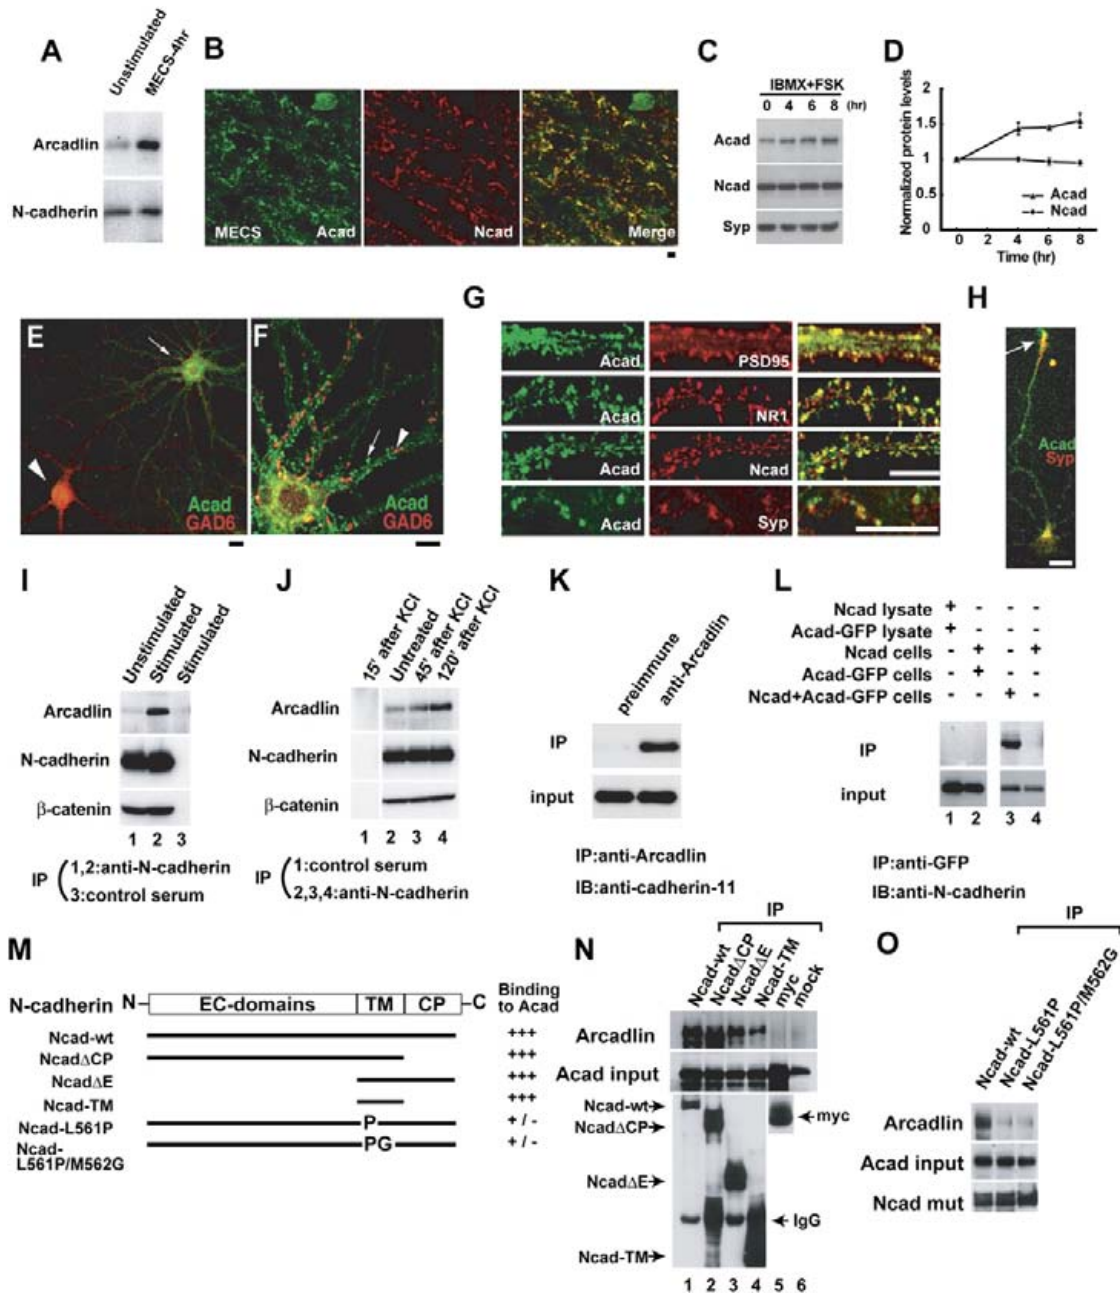 A
Unstimulated
MECS-4hr
Arcadlin
N-cadherin
B
MECS Acad
Ncad
Merge
C
IBMX+FSK
0 4 6 8 (hr)
Acad
Ncad
Syp
D
Normalized protein levels
2
1.5
1
0.5
0
Acad
Ncad
0 2 4 6 8
Time (hr)
E
Acad
GAD6
F
Acad
GAD6
G
Acad PSD95
Acad NR1
Acad Ncad
Acad Syp
H
Acad
Syp
I
Unstimulated
Stimulated
Stimulated
Arcadlin
N-cadherin
β-catenin
1 2 3
IP
1,2:anti-N-cadherin
3:control serum
J
15' after KCl
Untreated
45' after KCl
120' after KCl
Arcadlin
N-cadherin
β-catenin
1 2 3 4
IP
1:control serum
2,3,4:anti-N-cadherin
K
preimmune
anti-Arcadlin
IP
input
IP:anti-Arcadlin
IB:anti-cadherin-11
L
Ncad lysate + - - -
Acad-GFP lysate + - - -
Ncad cells - + - +
Acad-GFP cells - + - -
Ncad+Acad-GFP cells - - + -
IP
input
1 2 3 4
IP:anti-GFP
IB:anti-N-cadherin
M
N-cadherin N- EC-domains TM CP -C
Binding to Acad
Ncad-wt +++
Ncad∆CP +++
Ncad∆E +++
Ncad-TM +++
Ncad-L561P P + / -
Ncad-L561P/M562G PG + / -
N
IP
Ncad-wt
Ncad∆CP
Ncad∆E
Ncad-TM
myc
mock
Arcadlin
Acad input
Ncad-wt
Ncad∆CP
myc
Ncad∆E
IgG
Ncad-TM
1 2 3 4 5 6
O
IP
Ncad-wt
Ncad-L561P
Ncad-L561P/M562G
Arcadlin
Acad input
Ncad mut